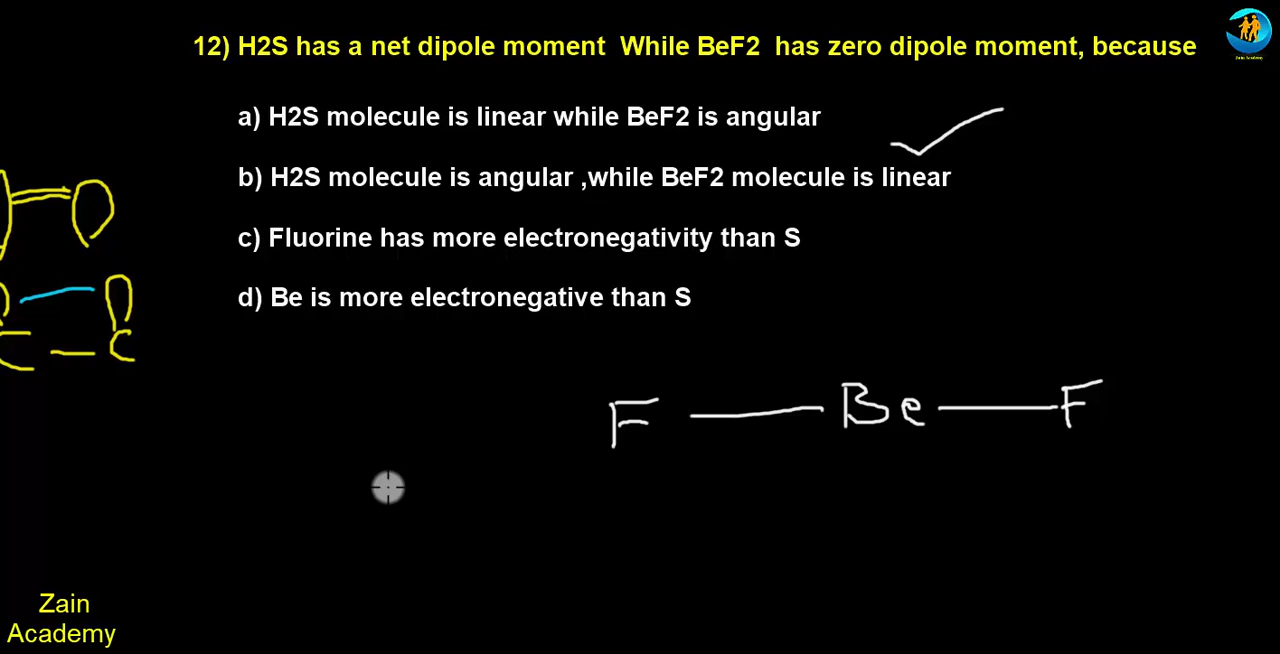 12) H2S has a net dipole moment While BeF2 has zero dipole moment, because
a) H2S molecule is linear while BeF2 is angular
b) H2S molecule is angular ,while BeF2 molecule is linear
c) Fluorine has more electronegativity than S
d) Be is more electronegative than S
F — Be — F
Zain
Academy